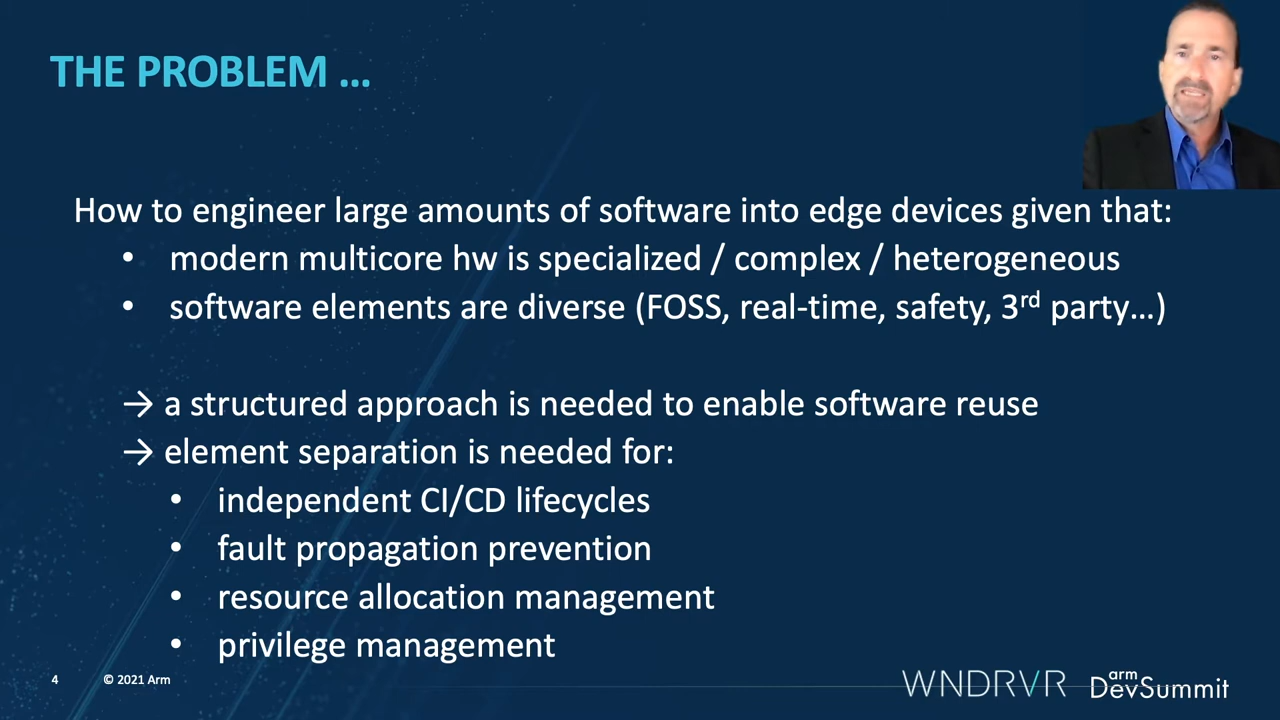 THE PROBLEM ...
How to engineer large amounts of software into edge devices given that:
• modern multicore hw is specialized / complex / heterogeneous
• software elements are diverse (FOSS, real-time, safety, 3rd party...)
→ a structured approach is needed to enable software reuse
→ element separation is needed for:
• independent CI/CD lifecycles
• fault propagation prevention
• resource allocation management
• privilege management
4 © 2021 Arm
WNDRVR
arm
DevSummit